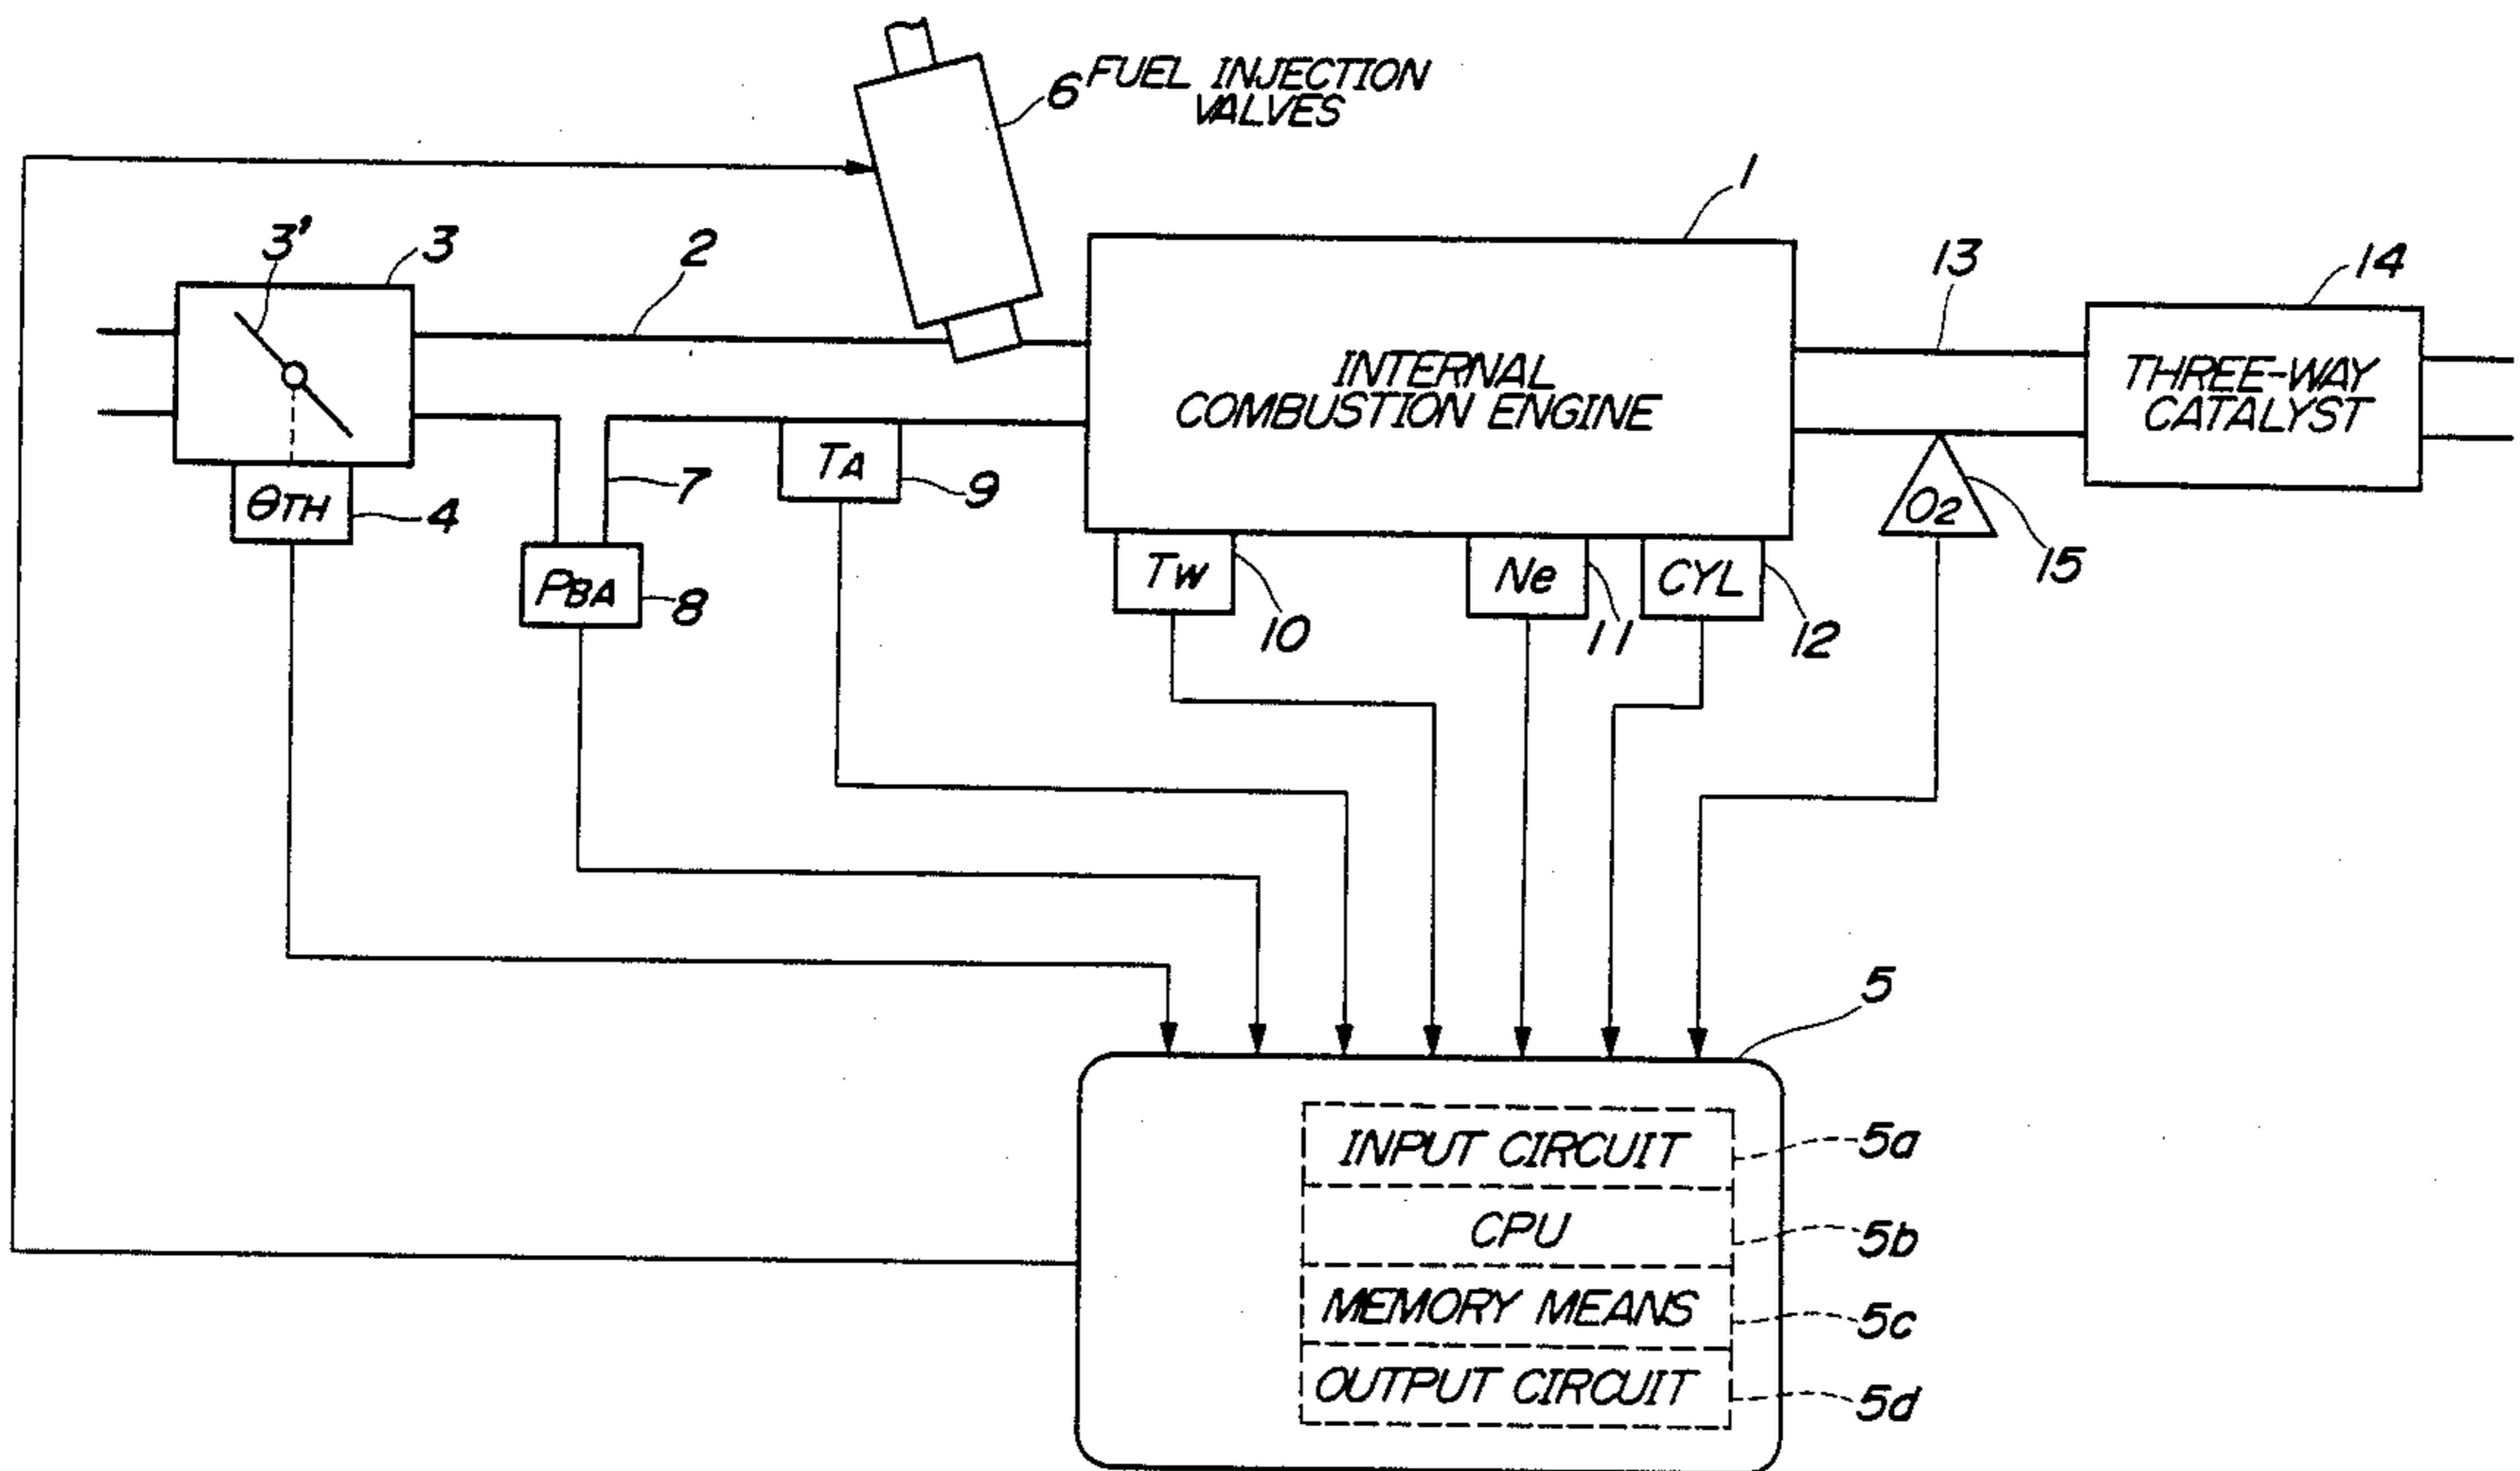 6 FUEL INJECTION
VALVES
1
3'
3
2
13
14
INTERNAL
COMBUSTION ENGINE
THREE-WAY
CATALYST
θTH
4
7
TA
9
O2
15
PBA
8
TW
10
Ne
11
CYL
12
5
INPUT CIRCUIT
5a
CPU
5b
MEMORY MEANS
5c
OUTPUT CIRCUIT
5d